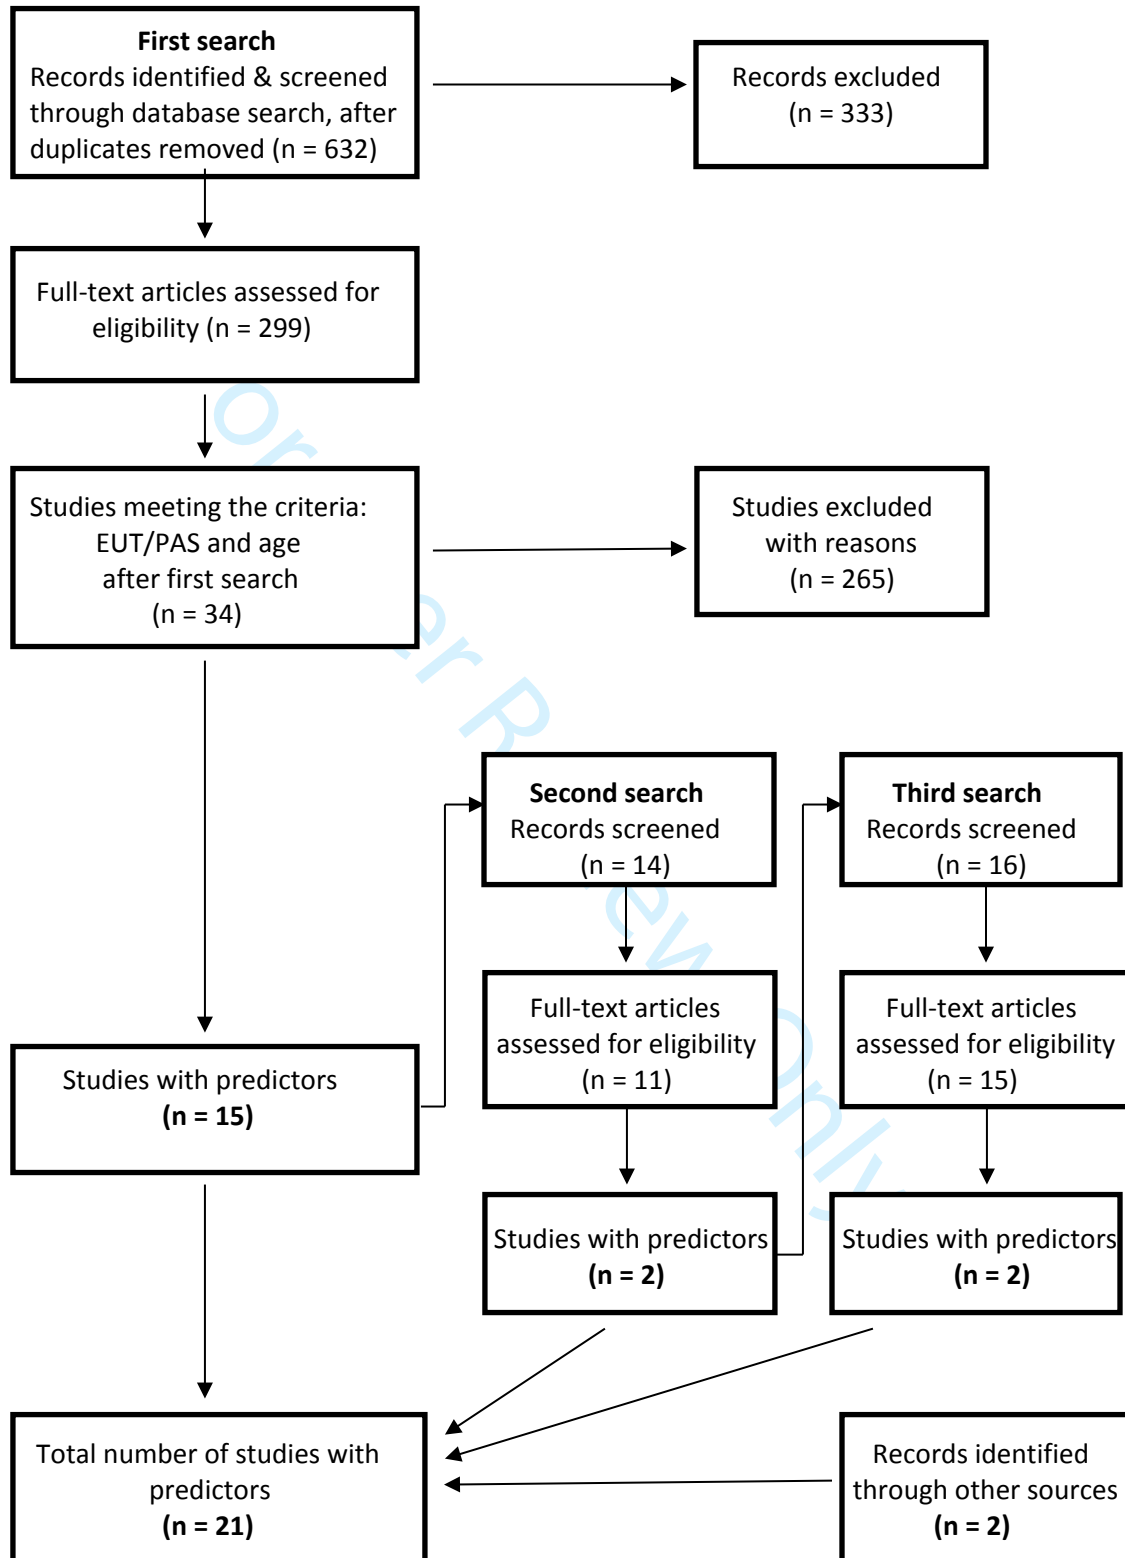 First search
Records identified & screened
through database search, after
duplicates removed (n = 632)
Records excluded
(n = 333)
Full-text articles assessed for
eligibility (n = 299)
Studies meeting the criteria:
EUT/PAS and age
after first search
(n = 34)
Studies excluded
with reasons
(n = 265)
Second search
Records screened
(n = 14)
Third search
Records screened
(n = 16)
Full-text articles
assessed for eligibility
(n = 11)
Full-text articles
assessed for eligibility
(n = 15)
Studies with predictors
(n = 15)
Studies with predictors
(n = 2)
Studies with predictors
(n = 2)
Total number of studies with
predictors
(n = 21)
Records identified
through other sources
(n = 2)